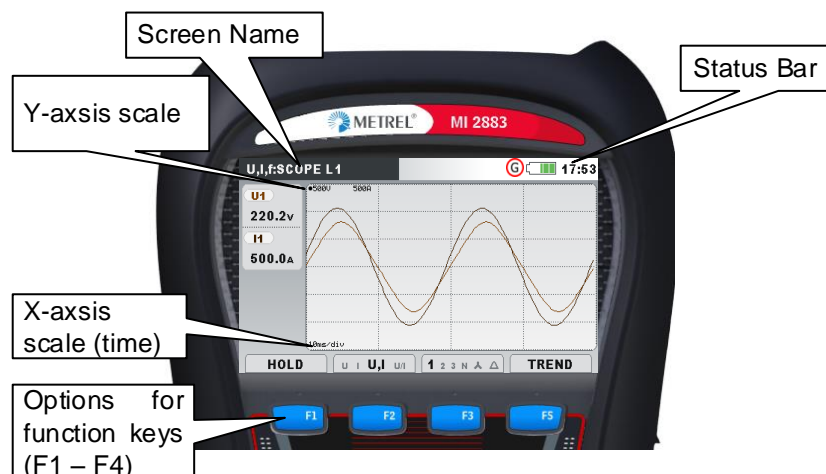 Screen Name
Status Bar
Y-axsis scale
METREL® MI 2883
U,I,f:SCOPE L1 G 17:53
500V 500A
U1
220.2V
I1
500.0A
X-axsis
scale (time)
10ms/div
HOLD U I U,I U/I 1 2 3 N TREND
Options for
function keys
(F1 – F4)
F1 F2 F3 F5